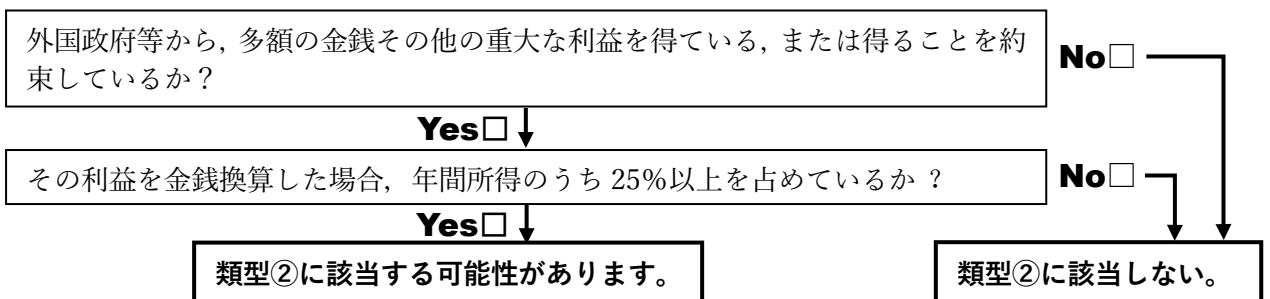 外国政府等から，多額の金銭その他の重大な利益を得ている，または得ることを約
束しているか？
No□
Yes□
その利益を金銭換算した場合，年間所得のうち 25%以上を占めているか ？
No□
Yes□
類型②に該当する可能性があります。
類型②に該当しない。